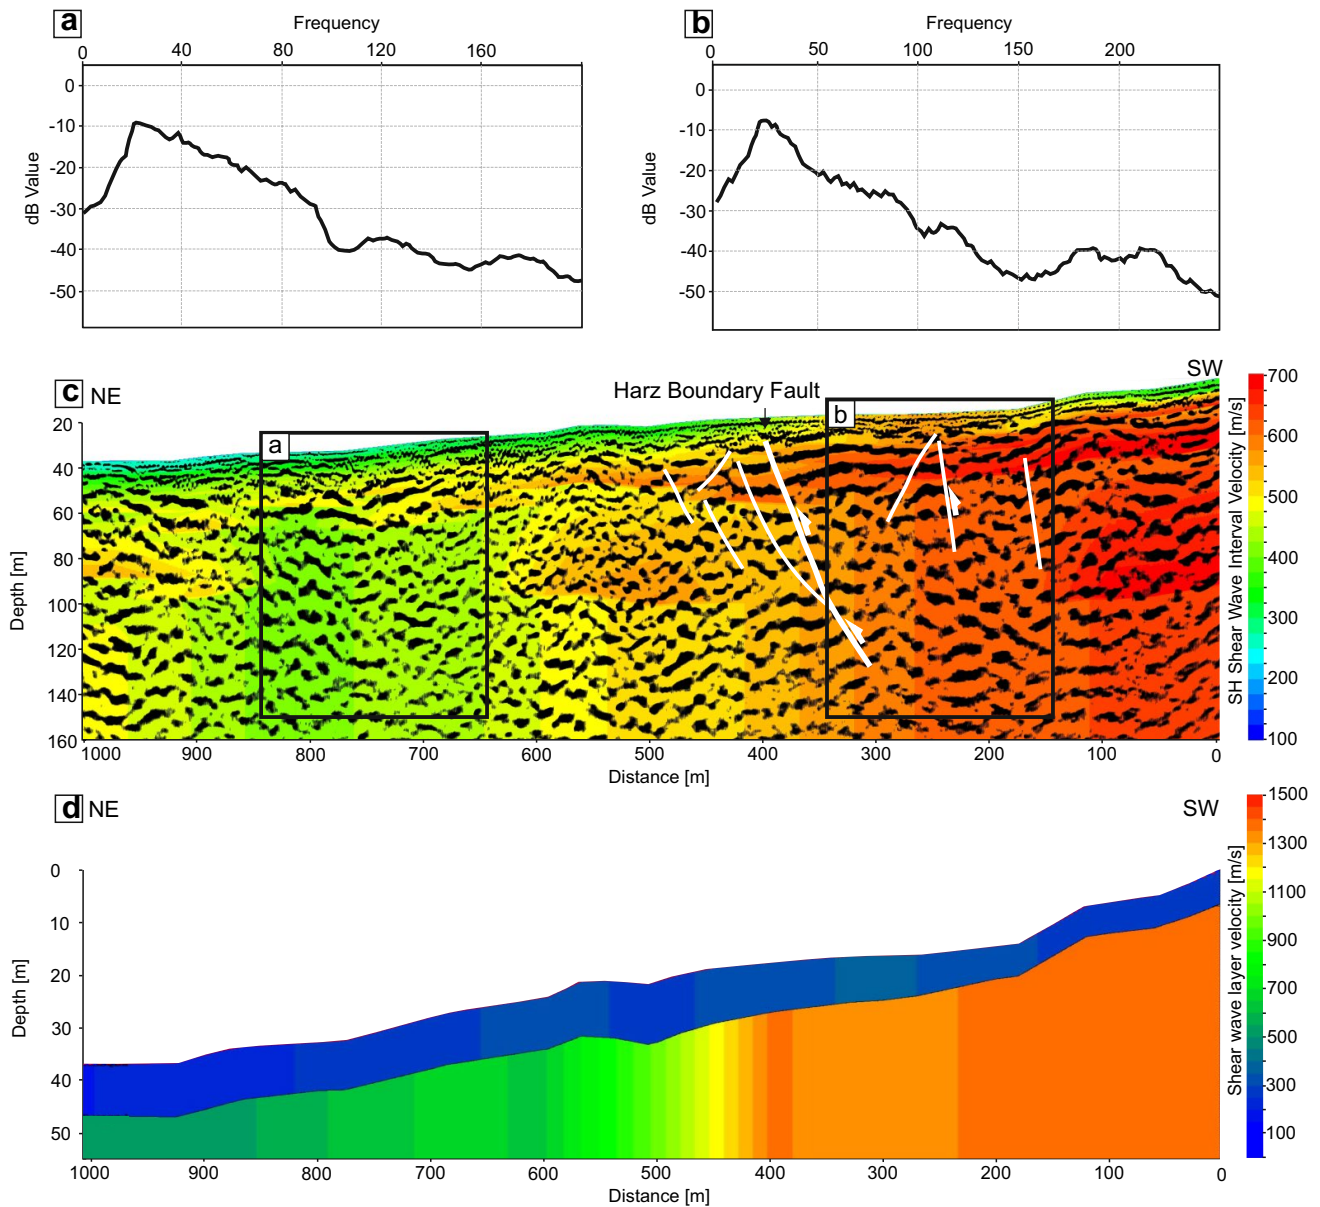 a
Frequency
0 40 80 120 160
0
-10
-20
-30
-40
-50
dB Value
b
Frequency
0 50 100 150 200
0
-10
-20
-30
-40
-50
dB Value
c NE
SW
Harz Boundary Fault
a
b
20
40
60
80
100
120
140
160
Depth [m]
1000 900 800 700 600 500 400 300 200 100 0
Distance [m]
700
600
500
400
300
200
100
SH Shear Wave Interval Velocity [m/s]
d NE
SW
0
10
20
30
40
50
Depth [m]
1000 900 800 700 600 500 400 300 200 100 0
Distance [m]
1500
1300
1100
900
700
500
300
100
Shear wave layer velocity [m/s]